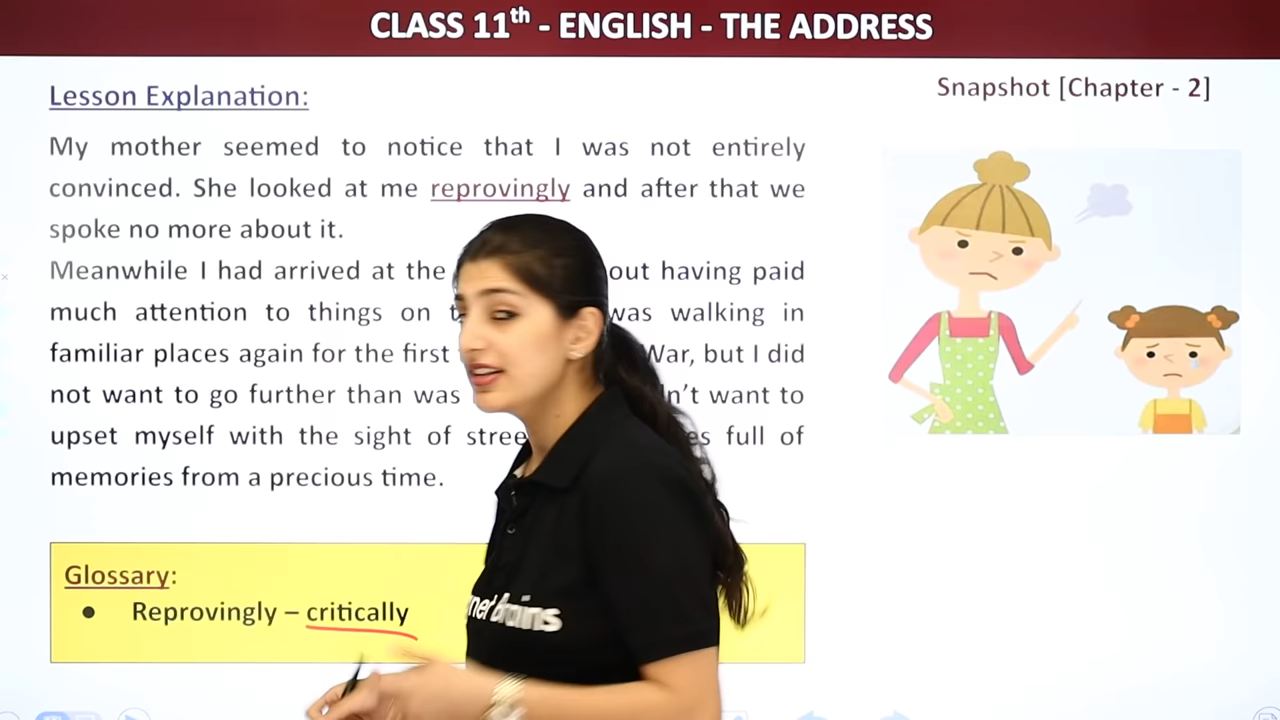 CLASS 11th - ENGLISH - THE ADDRESS
Lesson Explanation:
Snapshot [Chapter - 2]
My mother seemed to notice that I was not entirely
convinced. She looked at me reprovingly and after that we
spoke no more about it.
Meanwhile I had arrived at the out having paid
much attention to things on was walking in
familiar places again for the first War, but I did
not want to go further than was n't want to
upset myself with the sight of full of
memories from a precious time.
Glossary:
● Reprovingly – critically
Brains